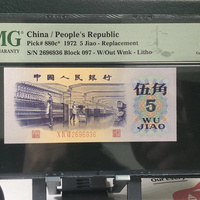 MG
China / People's Republic
Pick# 880c* 1972 5 Jiao - Replacement
S/N 2696936 Block 097 - W/Out Wmk - Litho
中国人民银行
伍角
5
WU JIAO
2696936